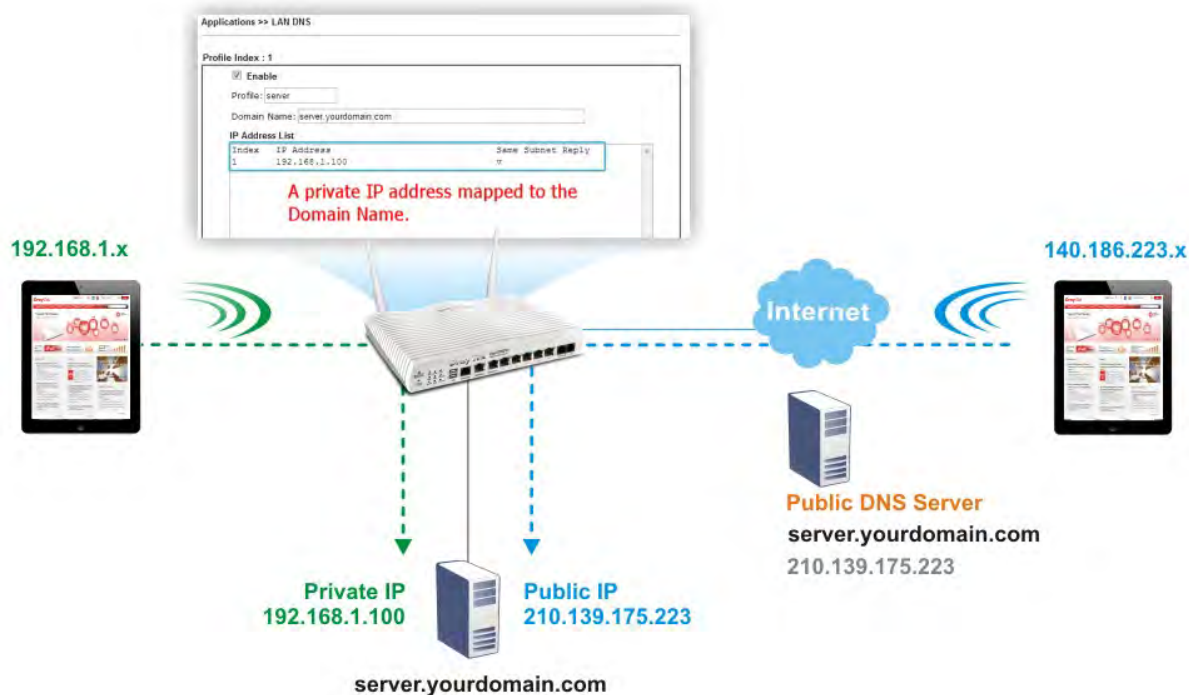 Applications >> LAN DNS
Profile Index : 1
Enable
Profile: server
Domain Name: server.yourdomain.com
IP Address List
Index IP Address Same Subnet Reply
1 192.168.1.100 v
A private IP address mapped to the
Domain Name.
192.168.1.x
140.186.223.x
Internet
Public DNS Server
server.yourdomain.com
210.139.175.223
Private IP
192.168.1.100
Public IP
210.139.175.223
server.yourdomain.com